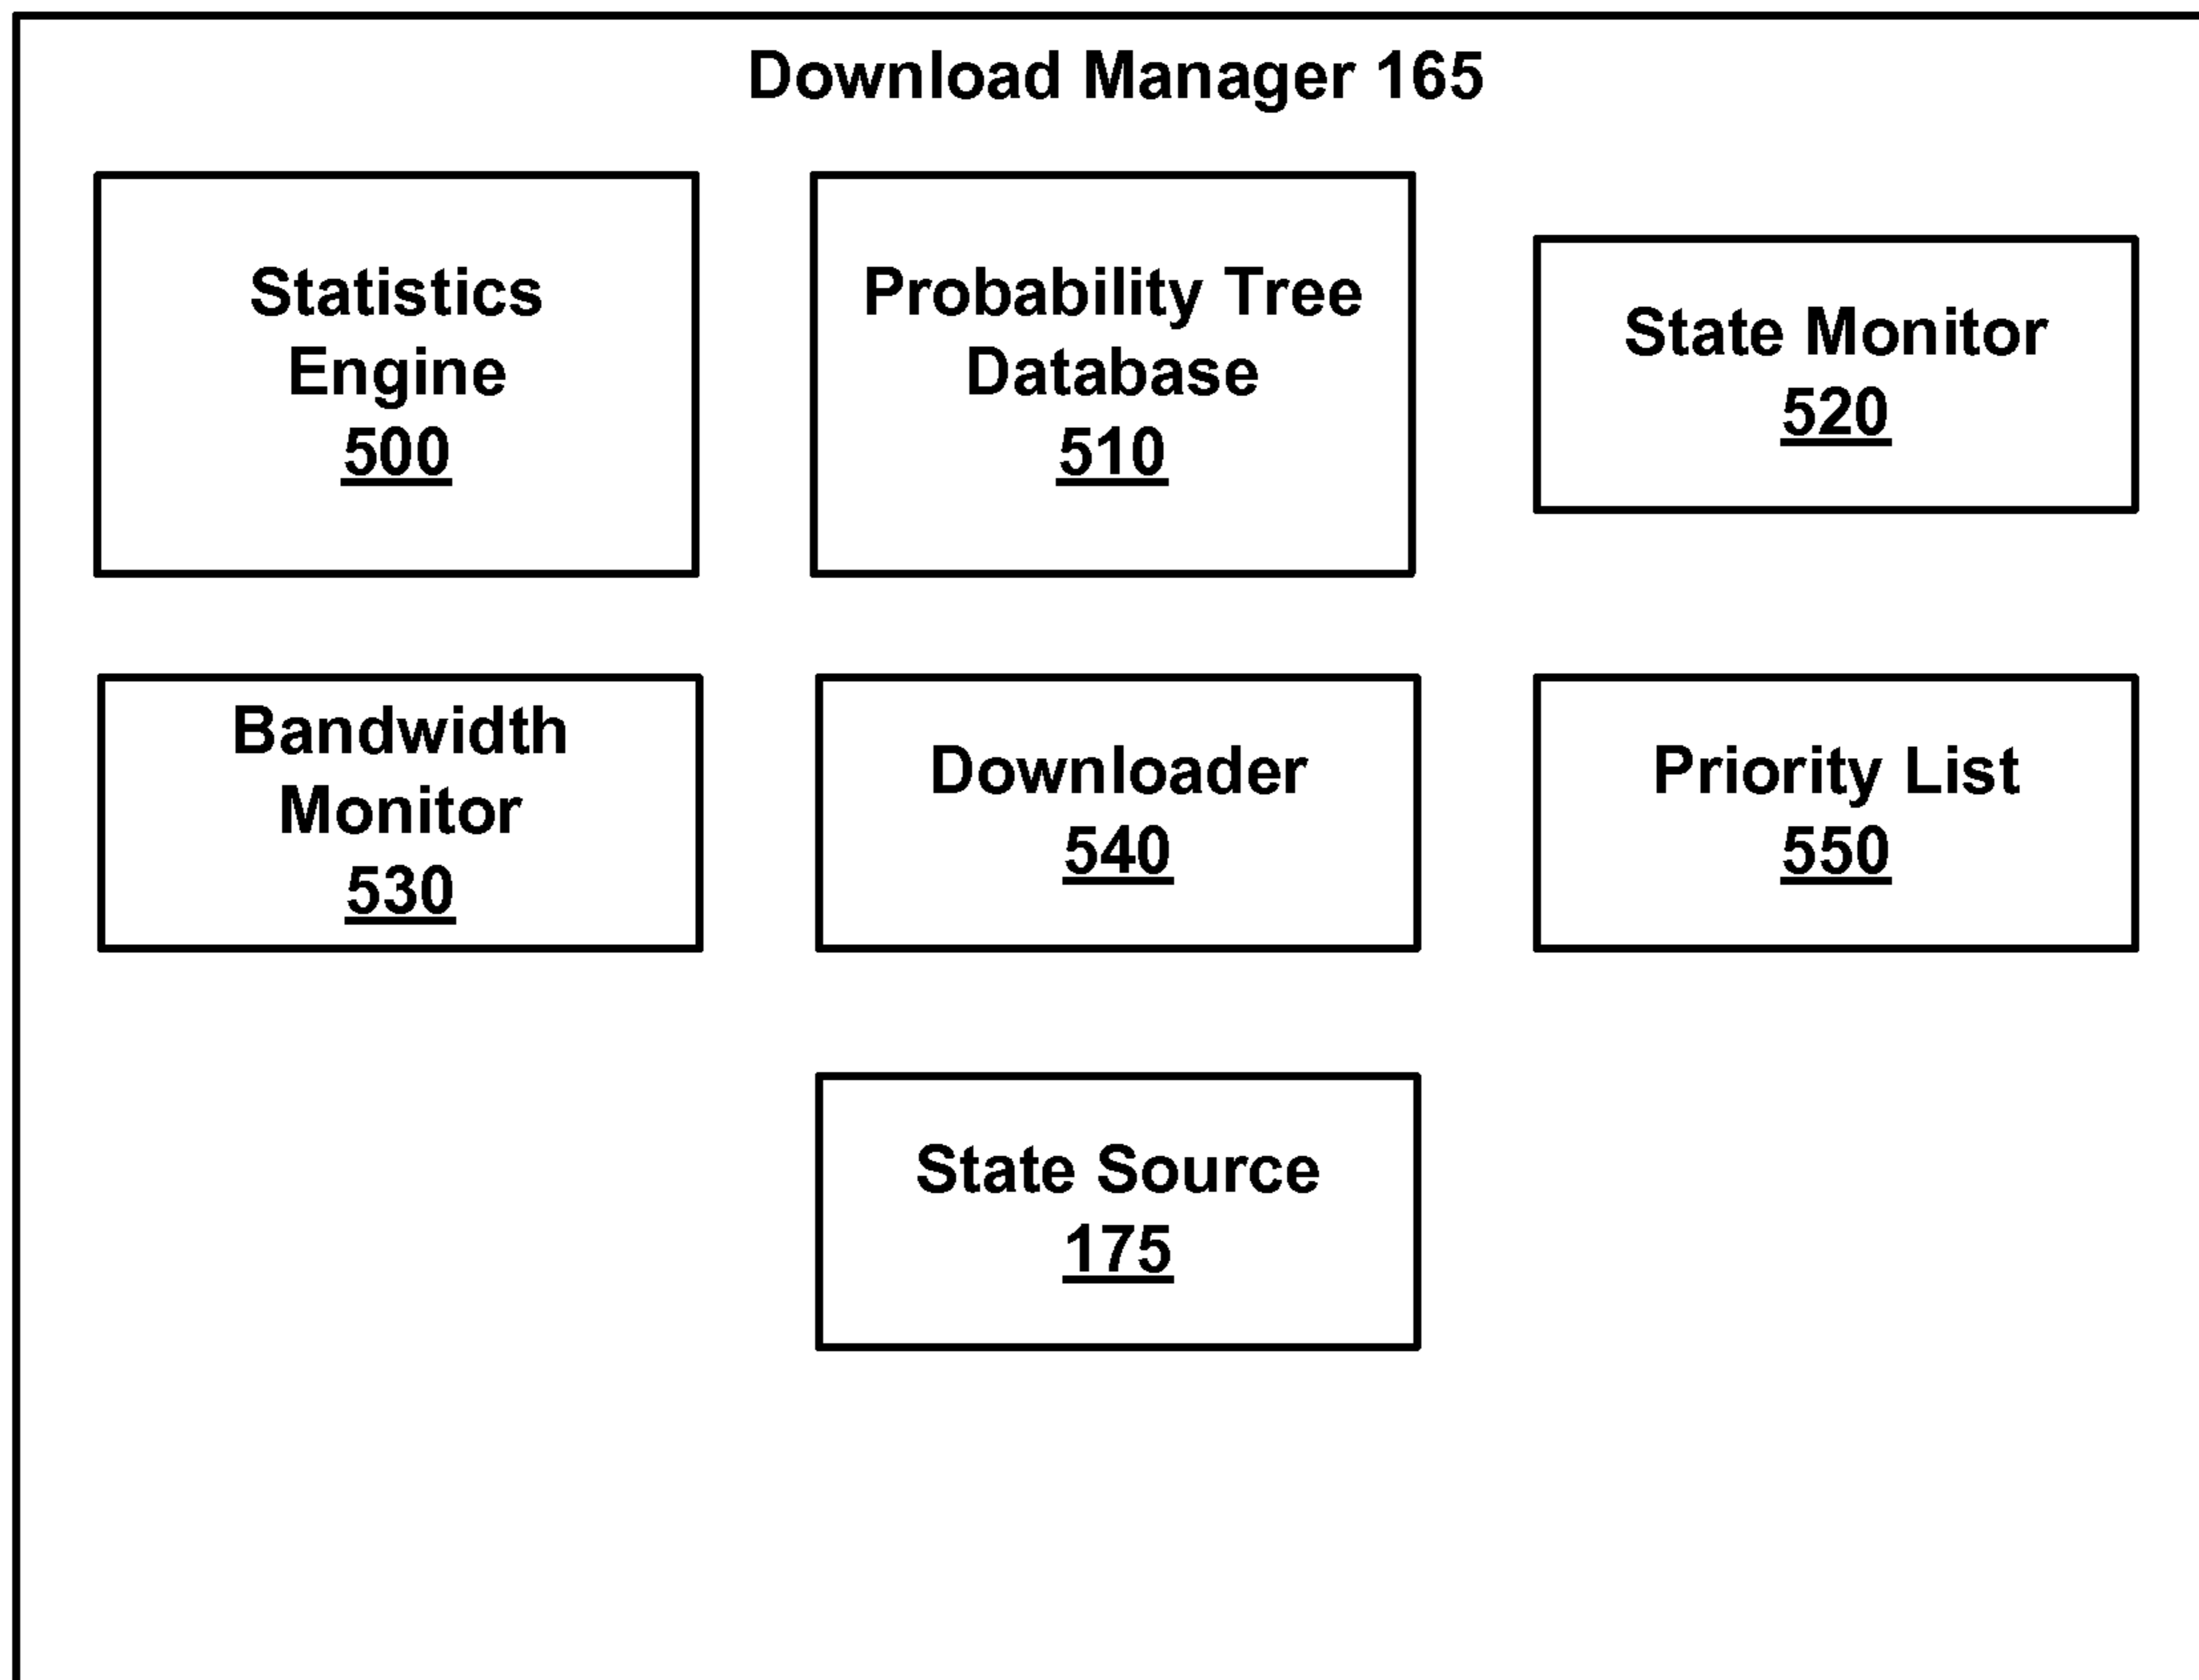 Download Manager 165
Statistics
Engine
500
Probability Tree
Database
510
State Monitor
520
Bandwidth
Monitor
530
Downloader
540
Priority List
550
State Source
175